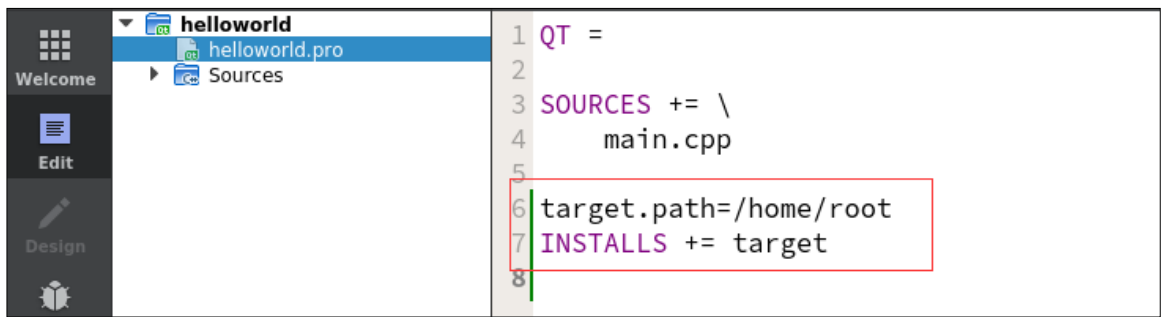 Welcome
Edit
Design
helloworld
helloworld.pro
Sources
1 QT =
2
3 SOURCES += \
4     main.cpp
5
6 target.path=/home/root
7 INSTALLS += target
8